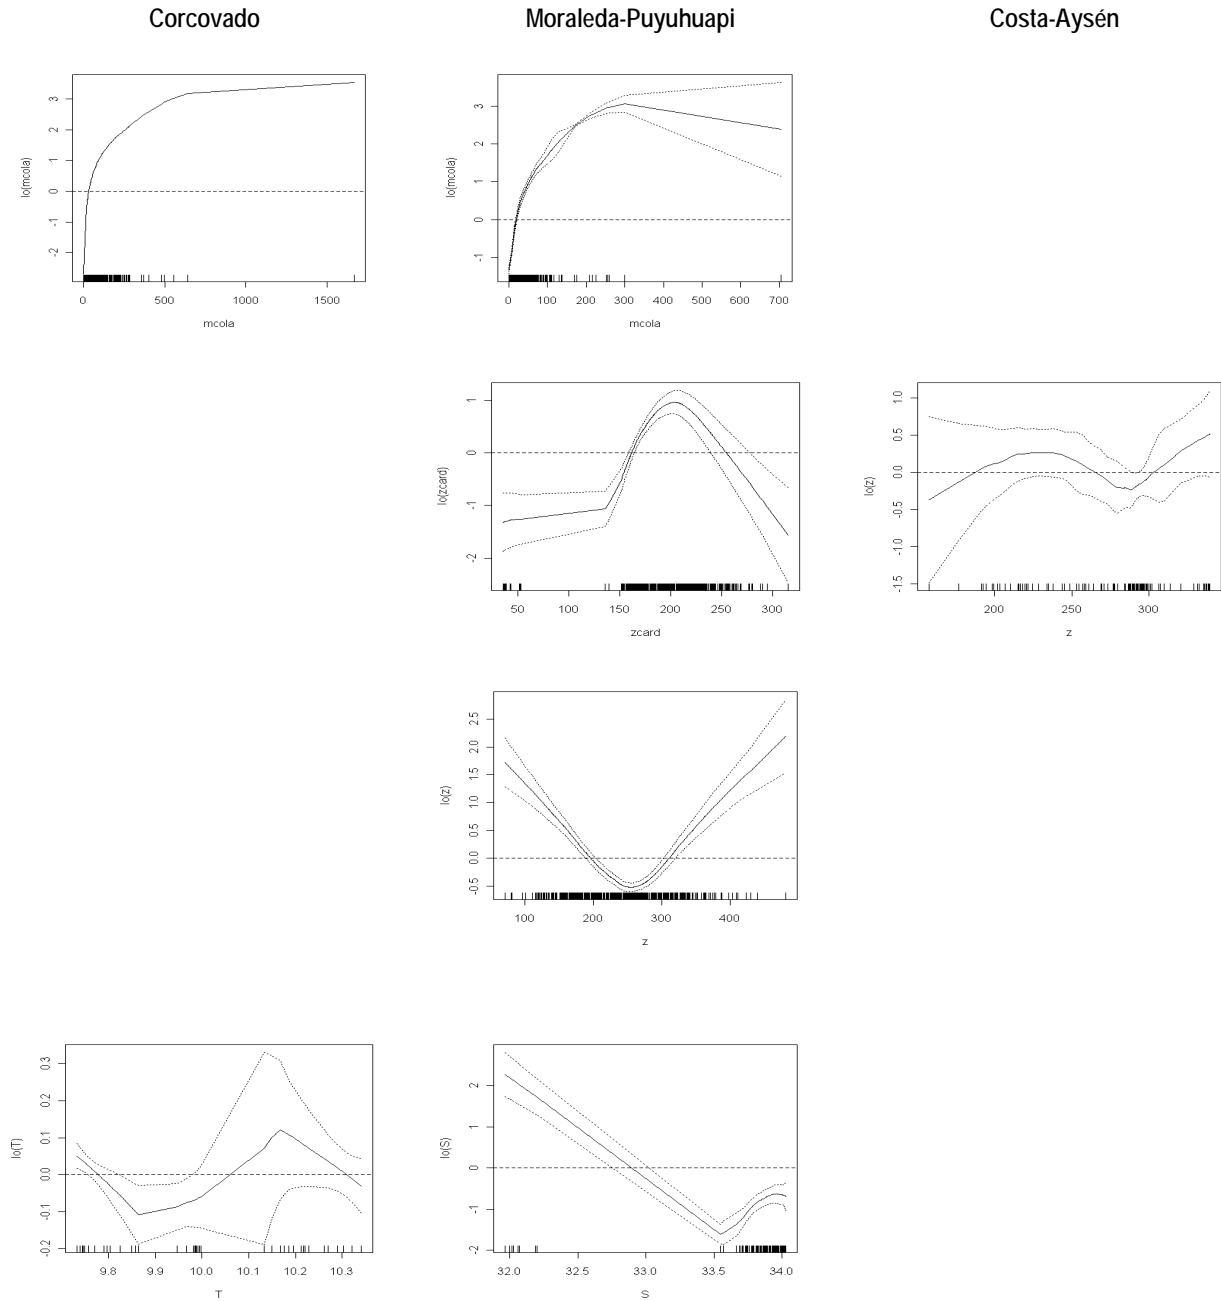 Corcovado Moraleda-Puyuhuapi Costa-Aysén
lo(mcola)
3
2
1
0
-1
-2
0 500 1000 1500
mcola
lo(mcola)
3
2
1
0
-1
0 100 200 300 400 500 600 700
mcola
lo(zcard)
1
0
-1
-2
50 100 150 200 250 300
zcard
lo(z)
1.0
0.5
0.0
-0.5
-1.0
-1.5
200 250 300
z
lo(z)
2.5
2.0
1.5
1.0
0.5
0.0
-0.5
100 200 300 400
z
lo(T)
0.3
0.2
0.1
0.0
-0.1
-0.2
9.8 9.9 10.0 10.1 10.2 10.3
T
lo(S)
2
1
0
-1
-2
32.0 32.5 33.0 33.5 34.0
S